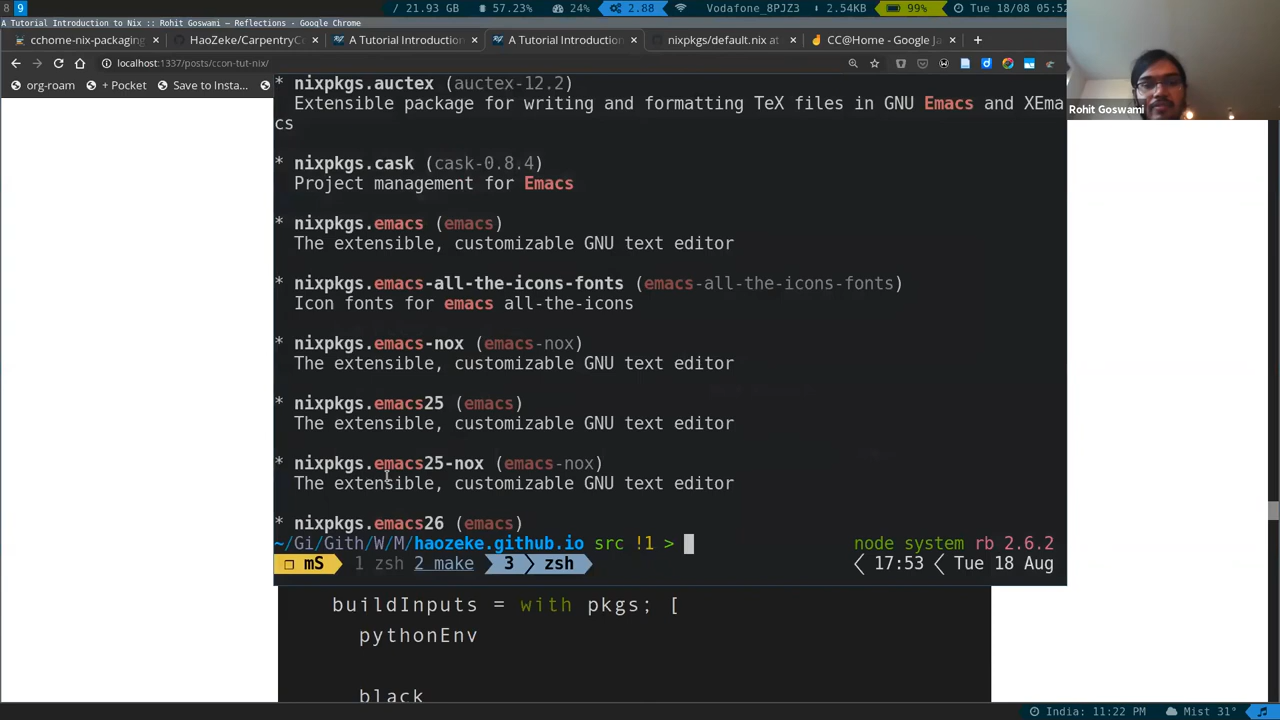 8 9 21.93 GB 57.23% 24% 2.88 Vodafone_8PJZ3 2.54KB 99% Tue 18/08 05:52
A Tutorial Introduction to Nix :: Rohit Goswami — Reflections - Google Chrome
cchome-nix-packaging × HaoZeke/CarpentryC × A Tutorial Introduction × A Tutorial Introduction × nixpkgs/default.nix at × CC@Home - Google Ja × +
localhost:1337/posts/ccon-tut-nix/
org-roam + Pocket Save to Insta...
Rohit Goswami
* nixpkgs.auctex (auctex-12.2)
Extensible package for writing and formatting TeX files in GNU Emacs and XEma
cs
* nixpkgs.cask (cask-0.8.4)
Project management for Emacs
* nixpkgs.emacs (emacs)
The extensible, customizable GNU text editor
* nixpkgs.emacs-all-the-icons-fonts (emacs-all-the-icons-fonts)
Icon fonts for emacs all-the-icons
* nixpkgs.emacs-nox (emacs-nox)
The extensible, customizable GNU text editor
* nixpkgs.emacs25 (emacs)
The extensible, customizable GNU text editor
* nixpkgs.emacs25-nox (emacs-nox)
The extensible, customizable GNU text editor
* nixpkgs.emacs26 (emacs)
~/Gi/Gith/W/M/haozeke.github.io src !1 > node system rb 2.6.2
mS 1 zsh 2 make 3 zsh 17:53 Tue 18 Aug
buildInputs = with pkgs; [
pythonEnv
black
India: 11:22 PM Mist 31°